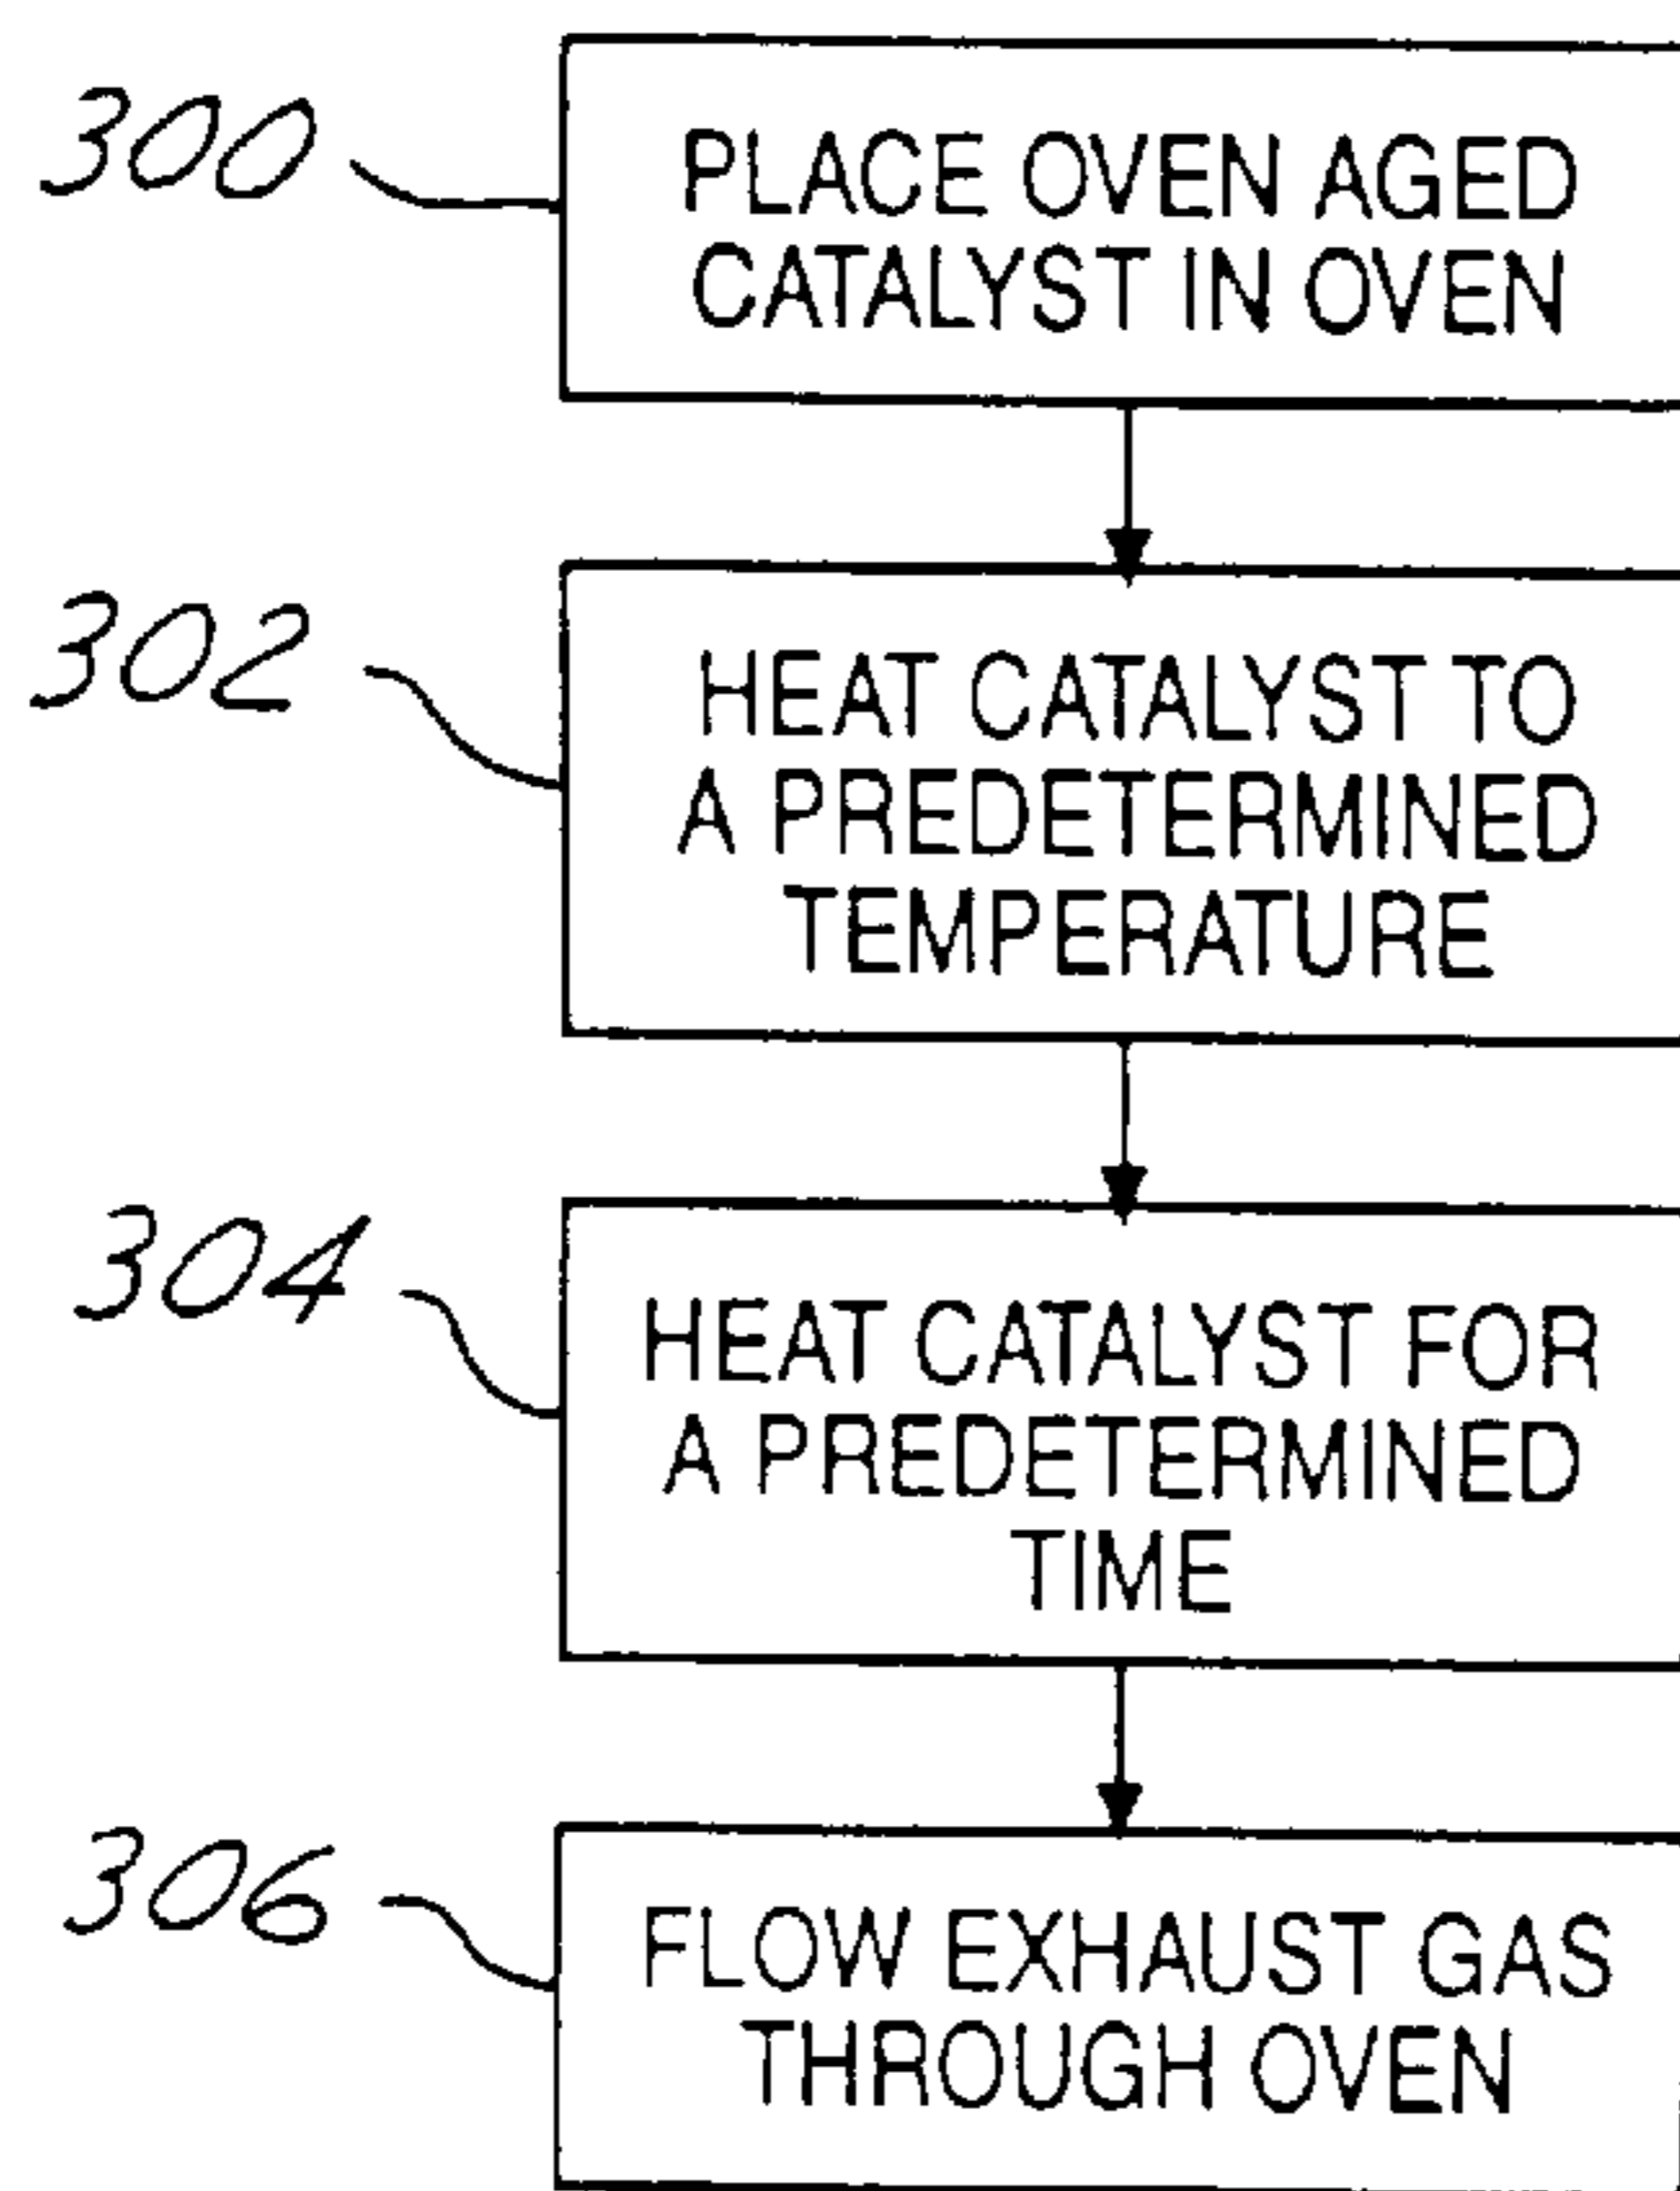 300
PLACE OVEN AGED
CATALYST IN OVEN
302
HEAT CATALYST TO
A PREDETERMINED
TEMPERATURE
304
HEAT CATALYST FOR
A PREDETERMINED
TIME
306
FLOW EXHAUST GAS
THROUGH OVEN